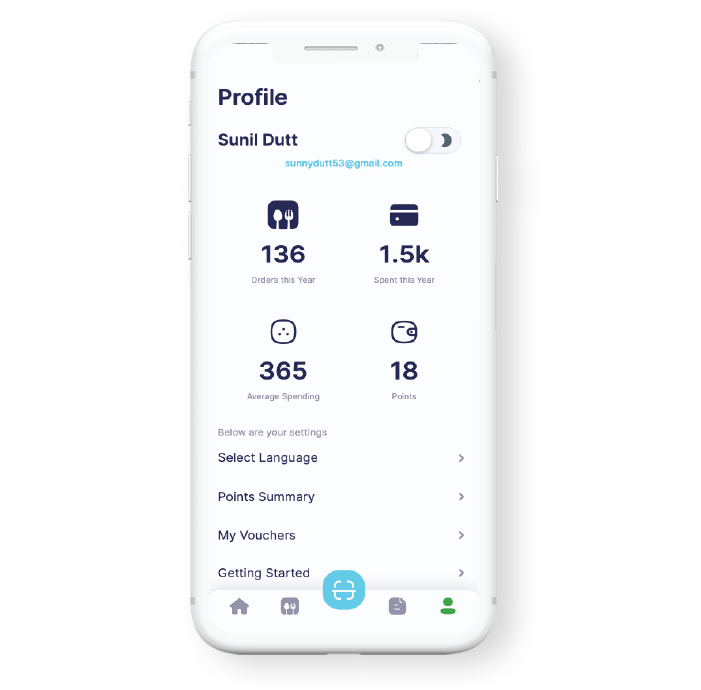 Profile
Sunil Dutt
sunnydutt53@gmail.com
136
1.5k
Orders this Year
Spent this Year
365
18
Average Spending
Points
Below are your settings
Select Language
Points Summary
My Vouchers
Getting Started